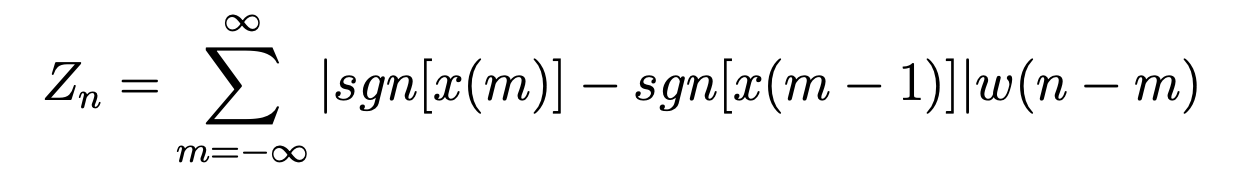 Z_n = \sum_{m=-\infty}^{\infty} |sgn[x(m)] - sgn[x(m-1)]|w(n-m)